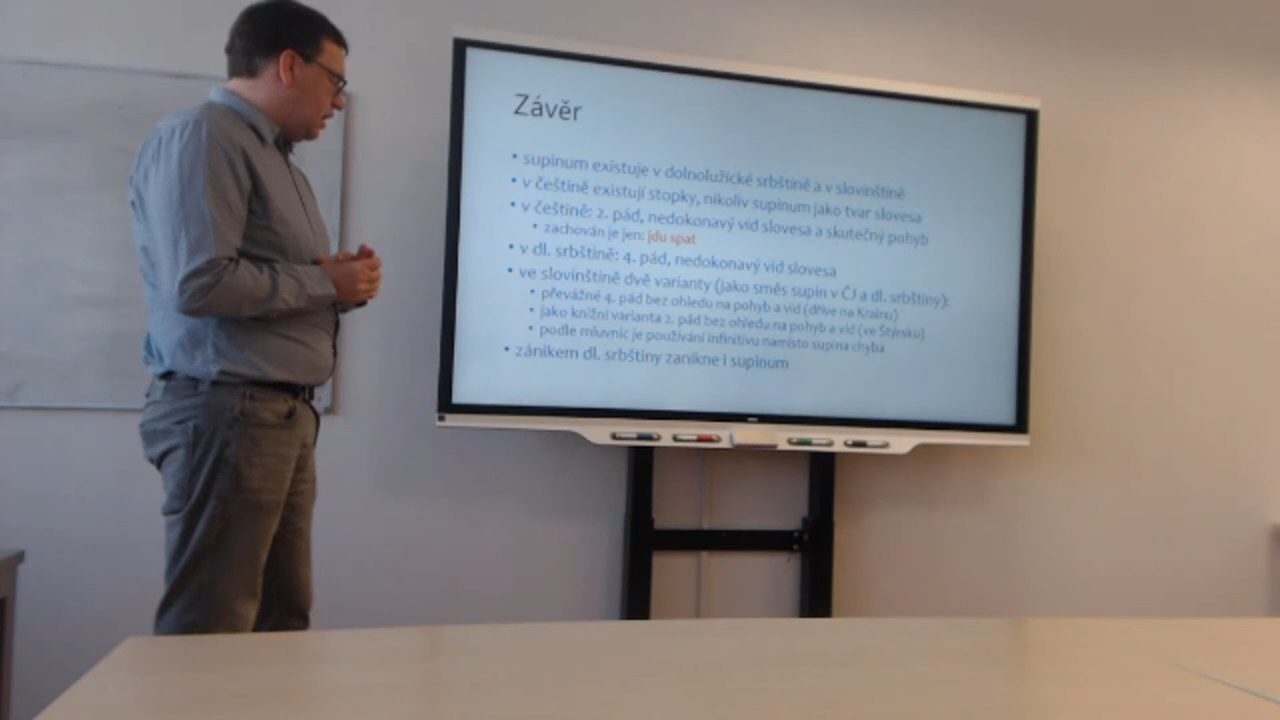 Závěr
• supinum existuje v dolnolužické srbštině a v slovinštině
• v češtině existují stopky, nikoliv supinum jako tvar slovesa
• v češtině: 2. pád, nedokonavý vid slovesa a skutečný pohyb
• zachován je jen: jdu spat
• v dl. srbštině: 4. pád, nedokonavý vid slovesa
• ve slovinštině dvě varianty (jako směs supin v ČJ a dl. srbštiny):
• převážně 4. pád bez ohledu na pohyb a vid (dříve na Kraňu)
• jako knižní varianta 2. pád bez ohledu na pohyb a vid (ve Štýrsku)
• podle mluvnic je používání infinitivu namísto supina chyba
• zánikem dl. srbštiny zanikne i supinum